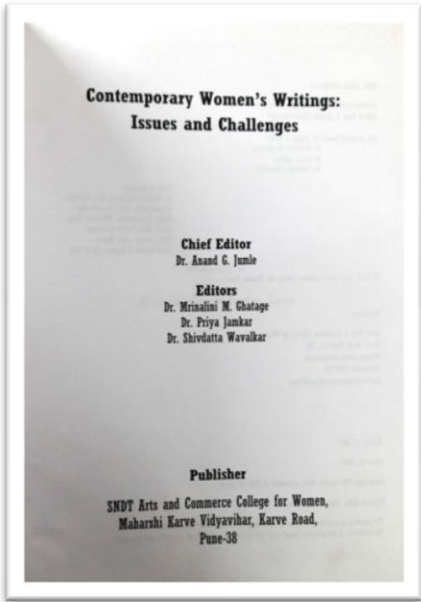 Contemporary Women's Writings:
Issues and Challenges
Chief Editor
Dr. Anand G. Jumle
Editors
Dr. Mrinalini M. Ghatage
Dr. Priya Jamkar
Dr. Shivdatta Wavalkar
Publisher
SNDT Arts and Commerce College for Women,
Maharshi Karve Vidyavihar, Karve Road,
Pune-38